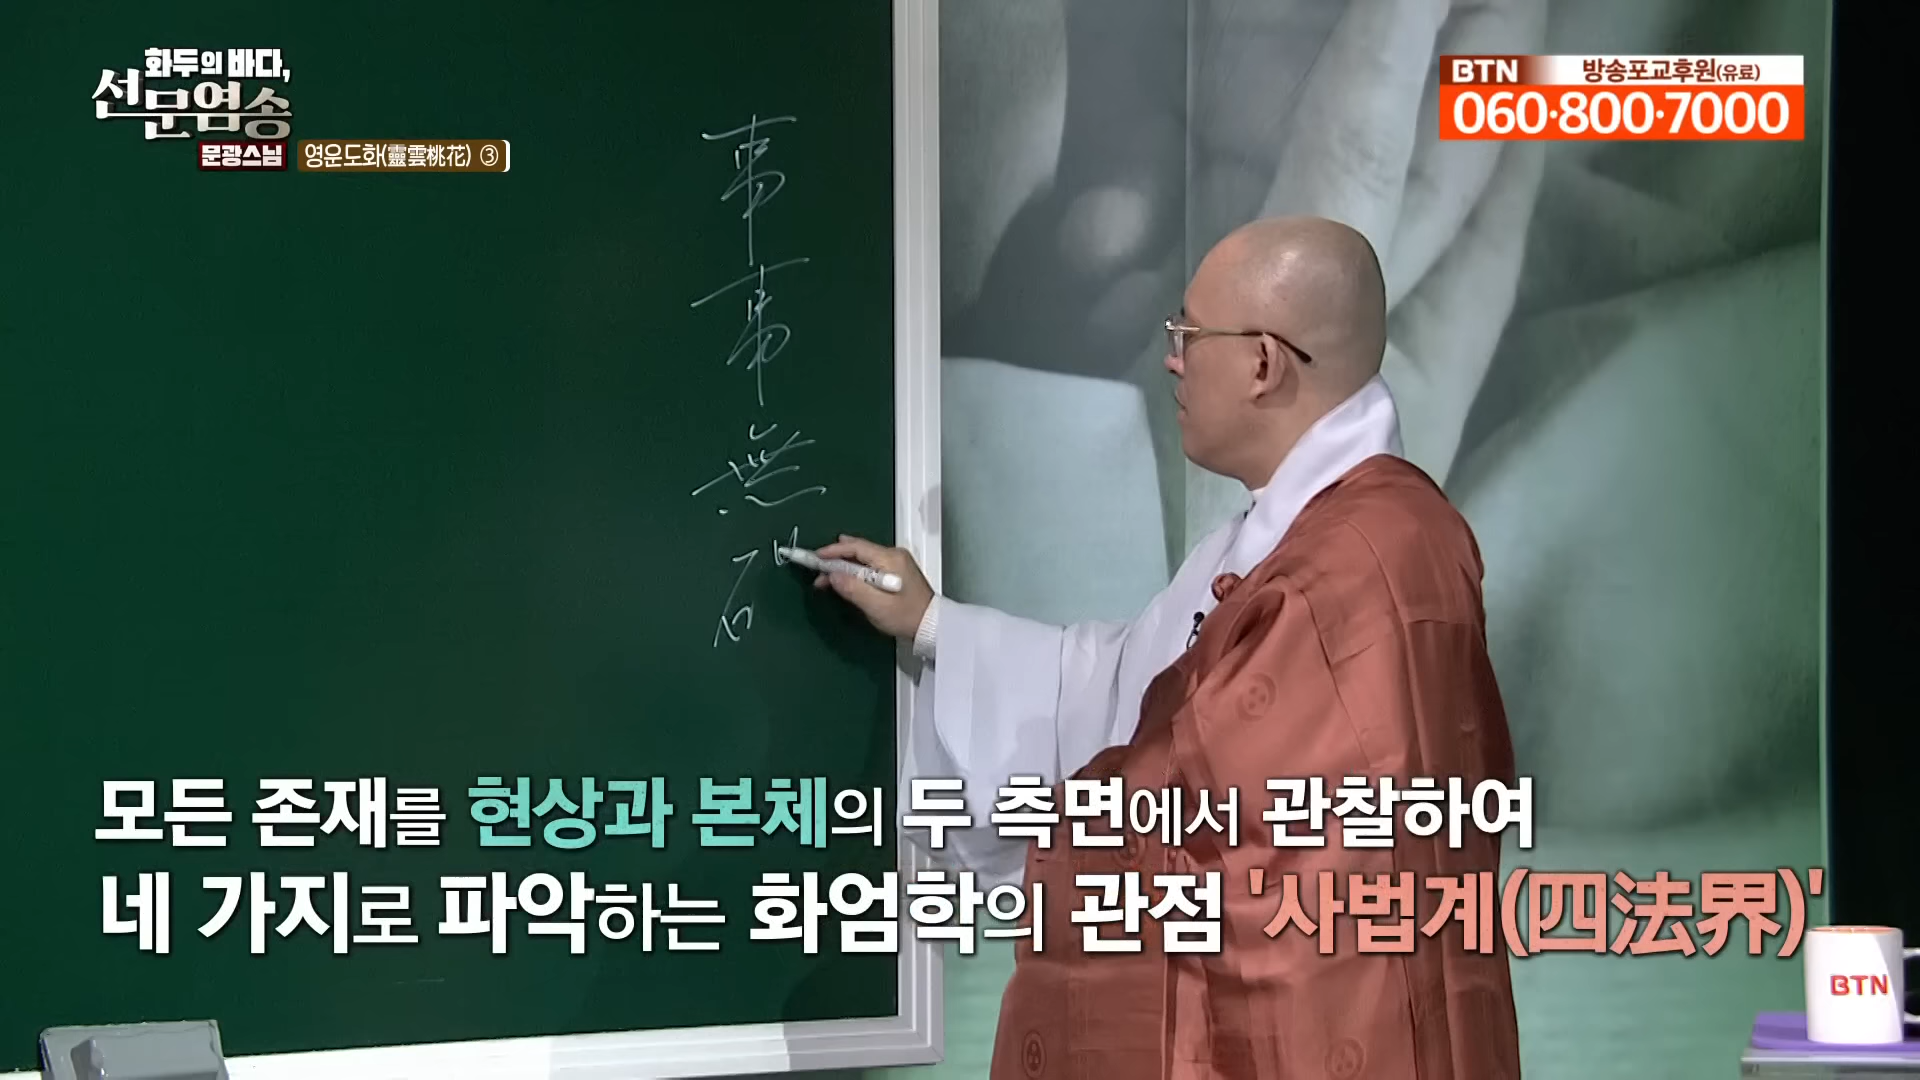 화두의 바다,
선문염송
문광스님 영운도화(靈雲桃花) ③
BTN 방송포교후원(유료)
060·800·7000
事
事
無
모든 존재를 현상과 본체의 두 측면에서 관찰하여
네 가지로 파악하는 화엄학의 관점 '사법계(四法界)'
BTN